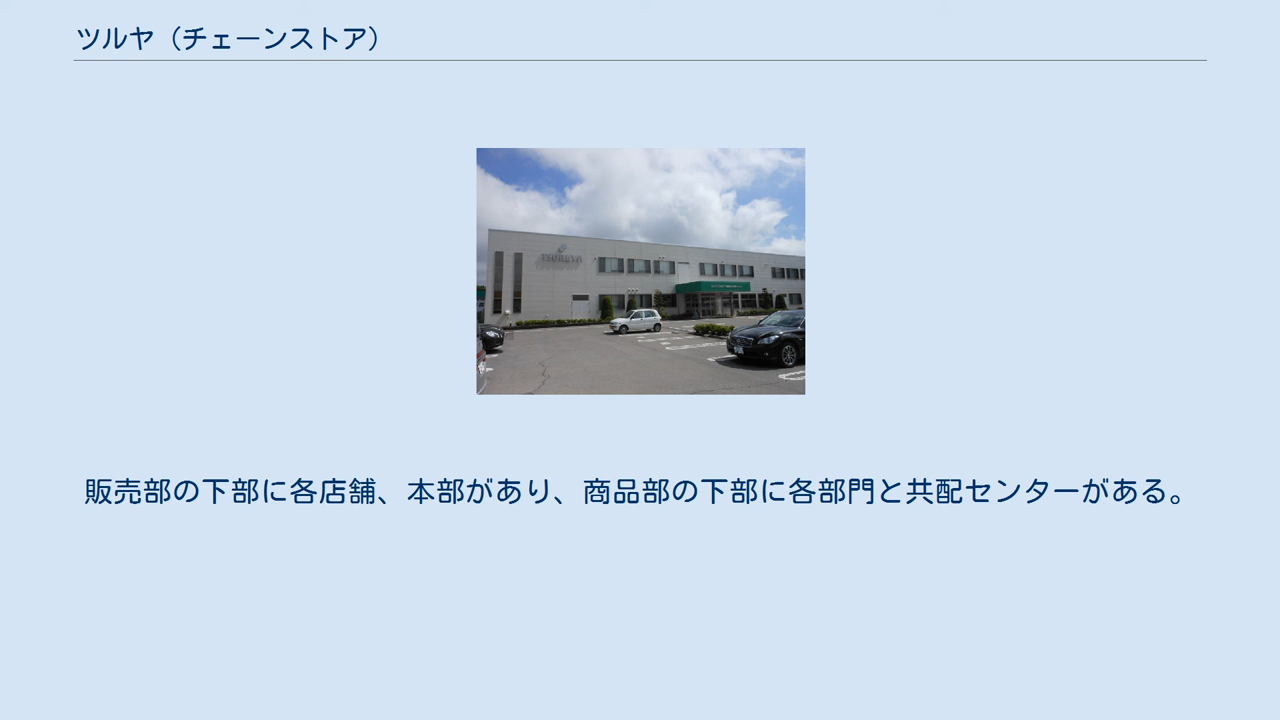 ツルヤ（チェーンストア）
TSURUYA
販売部の下部に各店舗、本部があり、商品部の下部に各部門と共配センターがある。